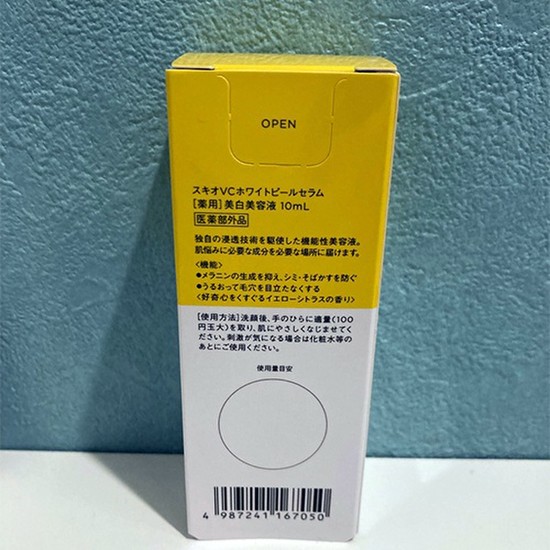 OPEN
スキオVCホワイトピールセラム
[薬用]美白美容液 10mL
医薬部外品
独自の浸透技術を駆使した機能性美容液。
肌悩みに必要な成分を必要な場所に届けます。
<機能>
●メラニンの生成を抑え、シミ・そばかすを防ぐ
●うるおって毛穴を目立たなくする
<好奇心をくすぐるイエローシトラスの香り>
[使用方法]洗顔後、手のひらに適量(100
円玉大)を取り、肌にやさしくなじませてくだ
さい。刺激が気になる場合は化粧水等の
あとにご使用ください。
使用量目安
4 987241 167050